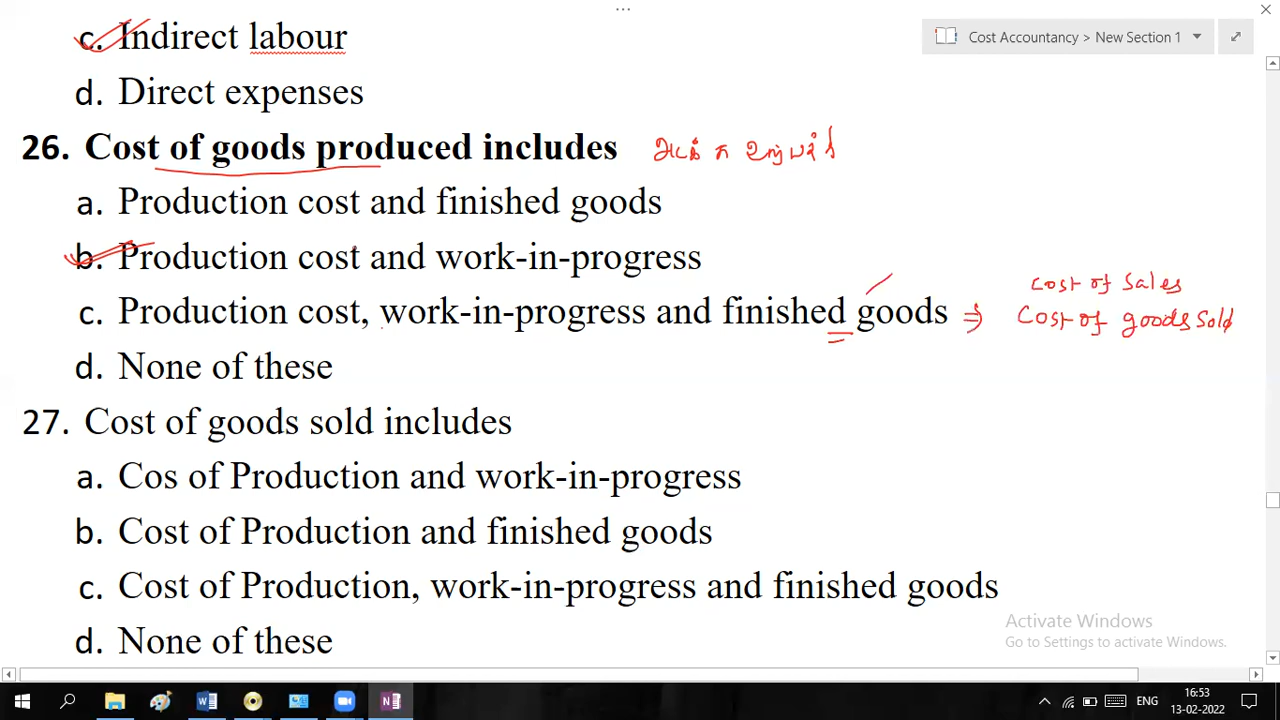 c. Indirect labour
Cost Accountancy > New Section 1
d. Direct expenses
26. Cost of goods produced includes
a. Production cost and finished goods
b. Production cost and work-in-progress
Cost of Sales
c. Production cost, work-in-progress and finished goods ⇒ Cost of goods Sold
d. None of these
27. Cost of goods sold includes
a. Cos of Production and work-in-progress
b. Cost of Production and finished goods
c. Cost of Production, work-in-progress and finished goods
Activate Windows
d. None of these
Go to Settings to activate Windows.
ENG
16:53
13-02-2022